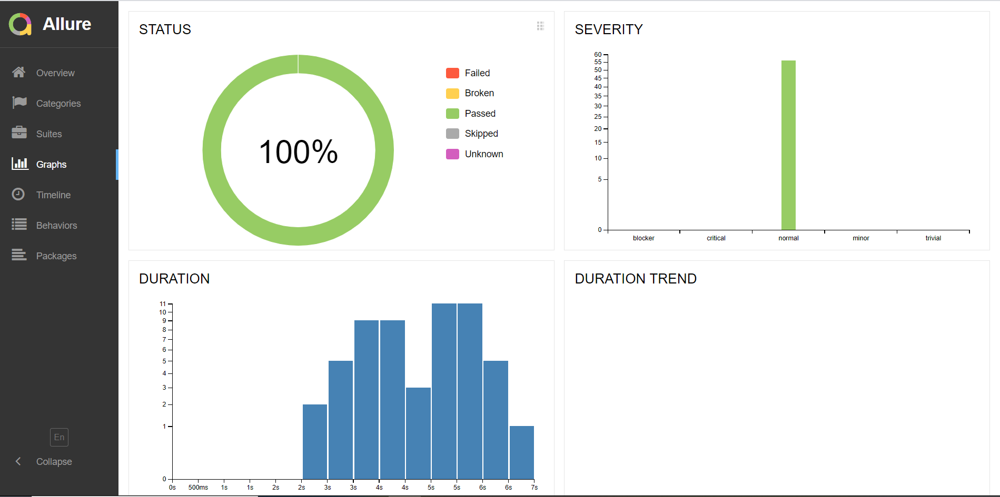 Allure
Overview
Categories
Suites
Graphs
Timeline
Behaviors
Packages
En
Collapse
STATUS
100%
Failed
Broken
Passed
Skipped
Unknown
SEVERITY
60
55
50
45
40
35
30
25
20
15
10
5
0
blocker critical normal minor trivial
DURATION
11
10
9
8
7
6
5
4
3
2
1
0
0s 500ms 1s 1s 2s 2s 3s 3s 4s 4s 5s 5s 6s 6s 7s
DURATION TREND